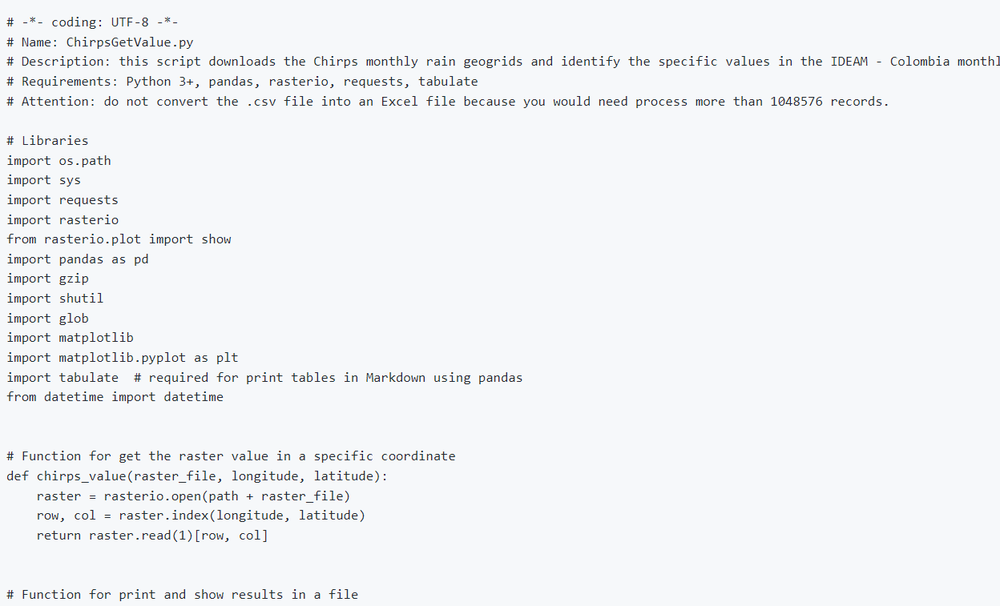 # -*- coding: UTF-8 -*-
# Name: ChirpsGetValue.py
# Description: this script downloads the Chirps monthly rain geogrids and identify the specific values in the IDEAM - Colombia monthl
# Requirements: Python 3+, pandas, rasterio, requests, tabulate
# Attention: do not convert the .csv file into an Excel file because you would need process more than 1048576 records.

# Libraries
import os.path
import sys
import requests
import rasterio
from rasterio.plot import show
import pandas as pd
import gzip
import shutil
import glob
import matplotlib
import matplotlib.pyplot as plt
import tabulate  # required for print tables in Markdown using pandas
from datetime import datetime


# Function for get the raster value in a specific coordinate
def chirps_value(raster_file, longitude, latitude):
    raster = rasterio.open(path + raster_file)
    row, col = raster.index(longitude, latitude)
    return raster.read(1)[row, col]


# Function for print and show results in a file